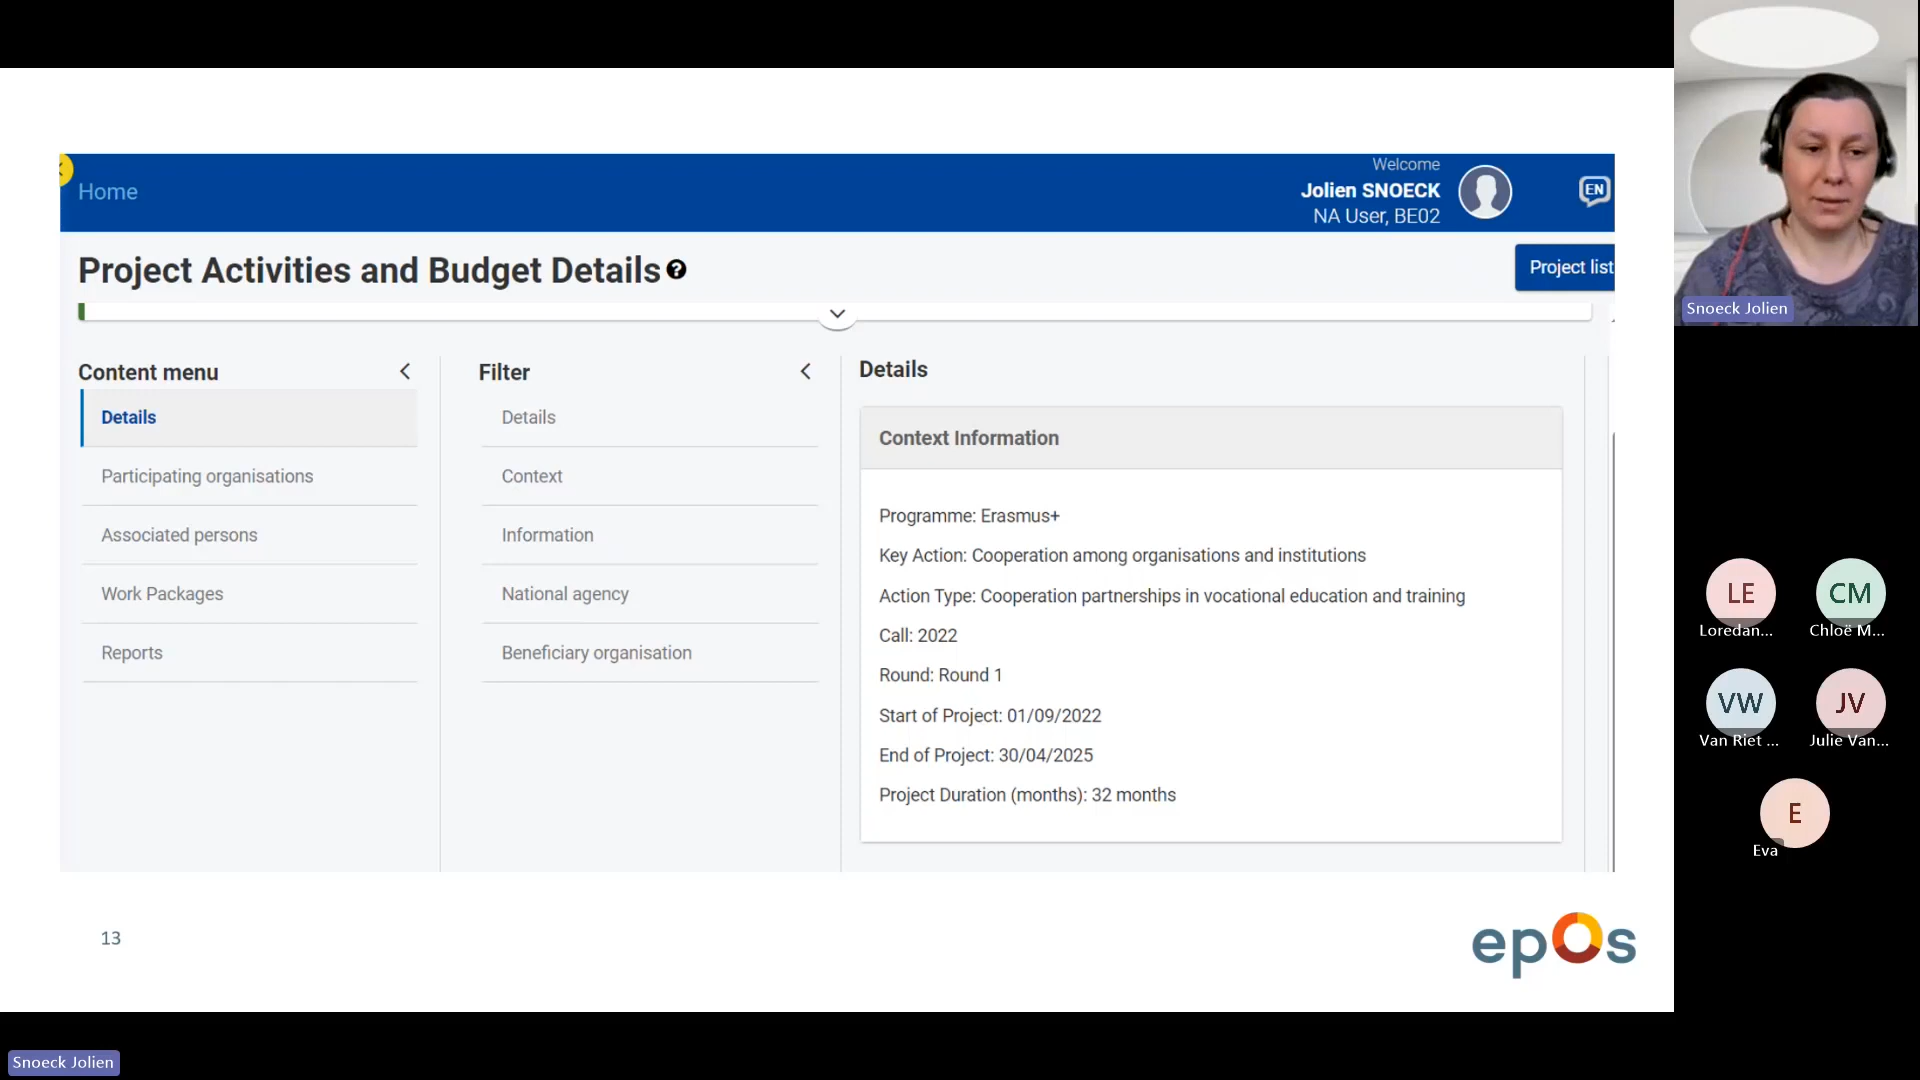 Home
Welcome
Jolien SNOECK
NA User, BE02
EN
Project Activities and Budget Details
Project list
Content menu
Details
Participating organisations
Associated persons
Work Packages
Reports
Filter
Details
Context
Information
National agency
Beneficiary organisation
Details
Context Information
Programme: Erasmus+
Key Action: Cooperation among organisations and institutions
Action Type: Cooperation partnerships in vocational education and training
Call: 2022
Round: Round 1
Start of Project: 01/09/2022
End of Project: 30/04/2025
Project Duration (months): 32 months
13
epos
Snoeck Jolien
LE
Loredan...
CM
Chloë M...
VW
Van Riet ...
JV
Julie Van...
E
Eva
Snoeck Jolien